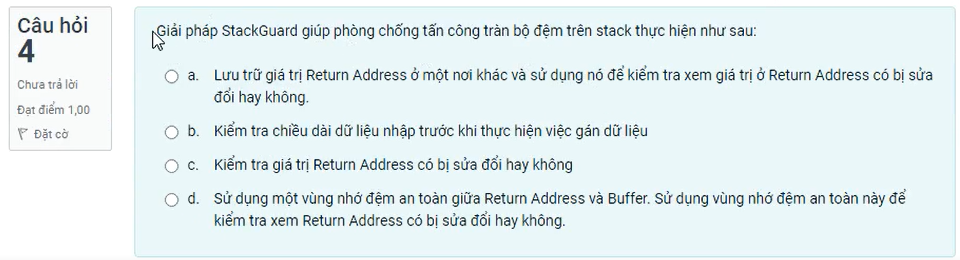 Câu hỏi
4
Chưa trả lời
Đạt điểm 1,00
Đặt cờ
Giải pháp StackGuard giúp phòng chống tấn công tràn bộ đệm trên stack thực hiện như sau:
a. Lưu trữ giá trị Return Address ở một nơi khác và sử dụng nó để kiểm tra xem giá trị ở Return Address có bị sửa
đổi hay không.
b. Kiểm tra chiều dài dữ liệu nhập trước khi thực hiện việc gán dữ liệu
c. Kiểm tra giá trị Return Address có bị sửa đổi hay không
d. Sử dụng một vùng nhớ đệm an toàn giữa Return Address và Buffer. Sử dụng vùng nhớ đệm an toàn này để
kiểm tra xem Return Address có bị sửa đổi hay không.